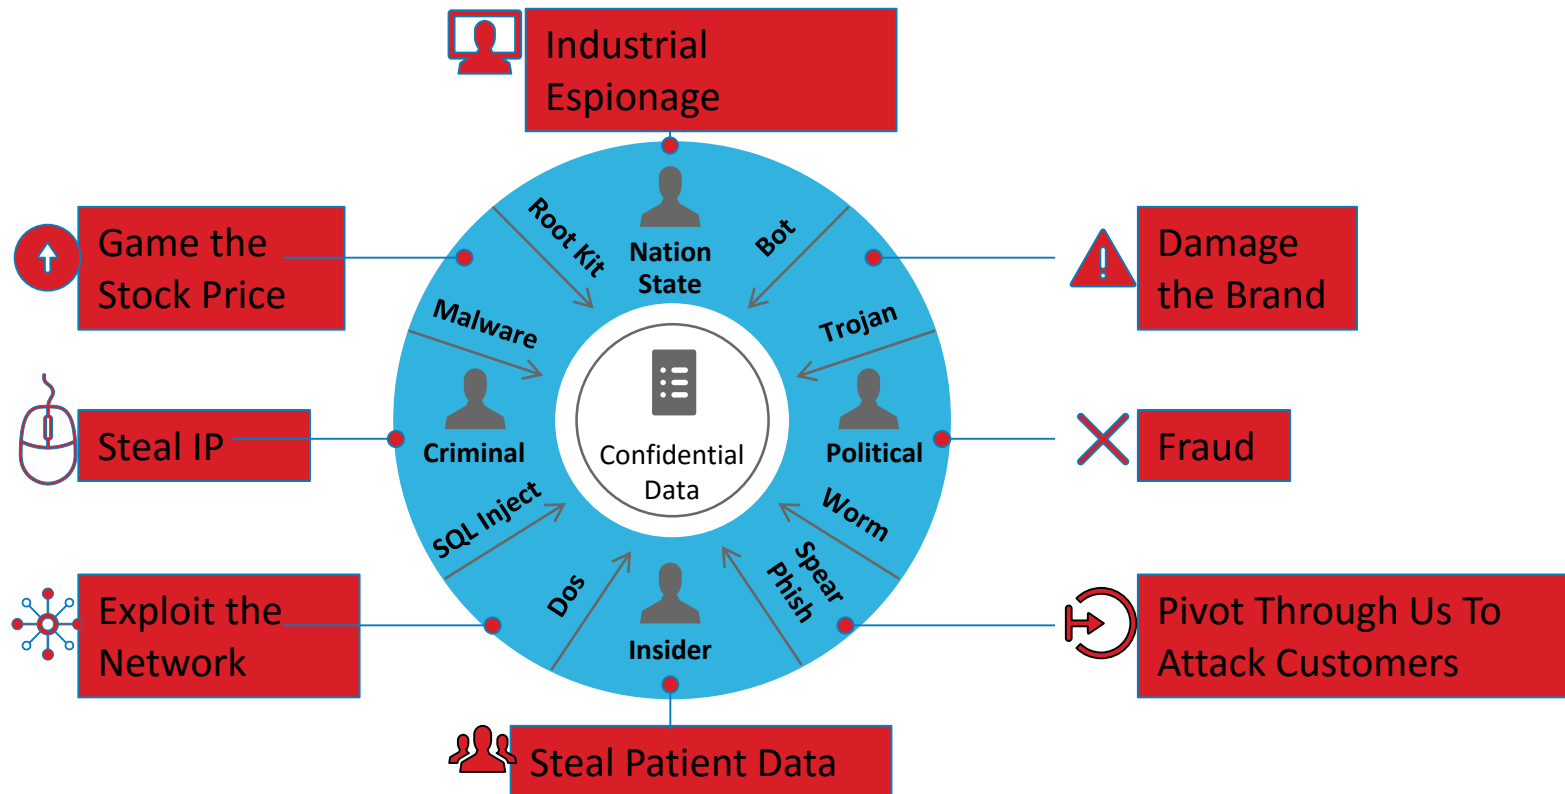 Industrial
Espionage
Game the
Stock Price
Root Kit
Nation
State
Bot
Damage
the Brand
Malware
Trojan
Steal IP
Criminal
Confidential
Data
Political
Fraud
SQL Inject
Worm
Exploit the
Network
Dos
Insider
Spear
Phish
Pivot Through Us To
Attack Customers
Steal Patient Data